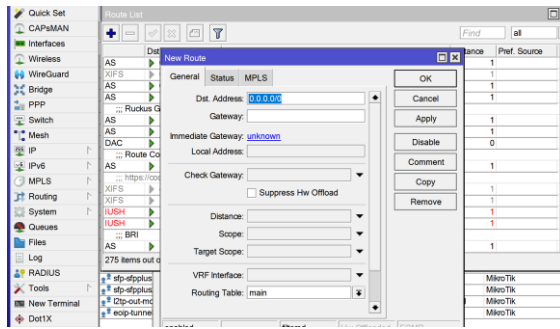 Quick Set
CAPsMAN
Interfaces
Wireless
WireGuard
Bridge
PPP
Switch
Mesh
IP
IPv6
MPLS
Routing
System
Queues
Files
Log
RADIUS
Tools
New Terminal
Dot1X
Route List
Find all
Dst Pref. Source
AS 1
XIFS 1
AS 1
AS 1
;;; Ruckus G
AS 1
AS 1
DAC 0
;;; Route Co
AS 1
XIFS 1
XIFS 1
IUSH 1
IUSH 1
;;; BRI
AS 1
275 items out o
sfp-sfpplus MikroTik
sfp-sfpplus MikroTik
l2tp-out-mo MikroTik
eoip-tunne MikroTik
New Route
General Status MPLS
Dst. Address: 0.0.0.0/0
Gateway:
Immediate Gateway: unknown
Local Address:
Check Gateway:
Suppress Hw Offload
Distance:
Scope:
Target Scope:
VRF Interface:
Routing Table: main
OK
Cancel
Apply
Disable
Comment
Copy
Remove